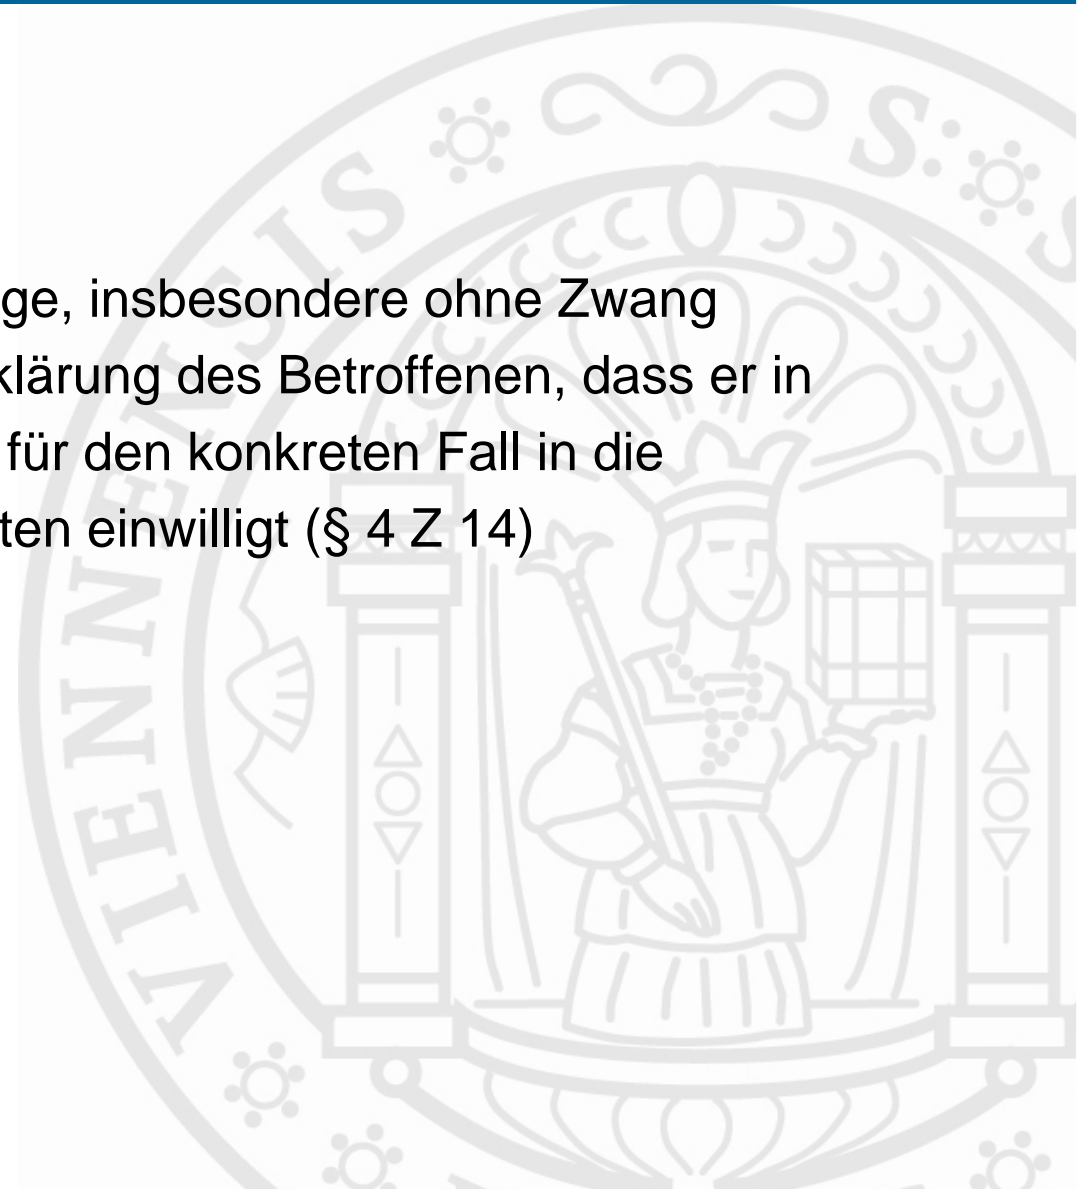 ge, insbesondere ohne Zwang
klärung des Betroffenen, dass er in
für den konkreten Fall in die
ten einwilligt (§ 4 Z 14)
VIENNENSIS
S: